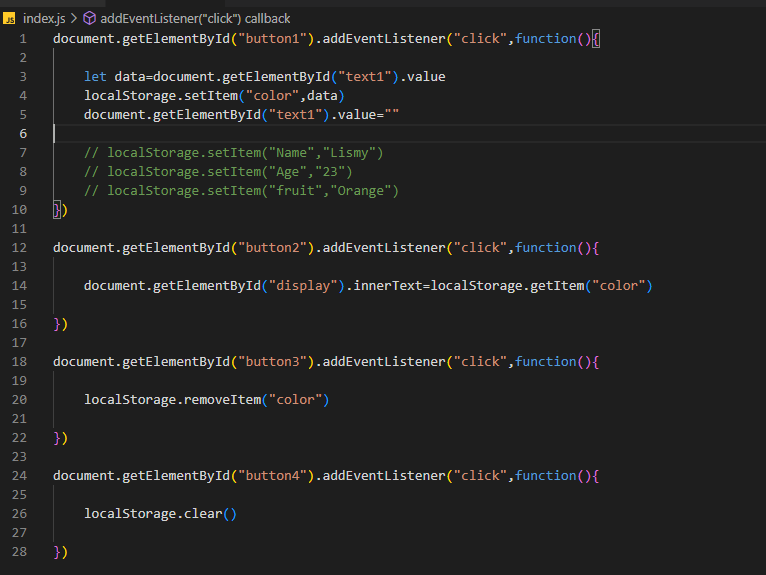 JS index.js > addEventListener("click") callback
1 document.getElementById("button1").addEventListener("click",function(){
2
3 let data=document.getElementById("text1").value
4 localStorage.setItem("color",data)
5 document.getElementById("text1").value=""
6
7 // localStorage.setItem("Name","Lismy")
8 // localStorage.setItem("Age","23")
9 // localStorage.setItem("fruit","Orange")
10 })
11
12 document.getElementById("button2").addEventListener("click",function(){
13
14 document.getElementById("display").innerText=localStorage.getItem("color")
15
16 })
17
18 document.getElementById("button3").addEventListener("click",function(){
19
20 localStorage.removeItem("color")
21
22 })
23
24 document.getElementById("button4").addEventListener("click",function(){
25
26 localStorage.clear()
27
28 })